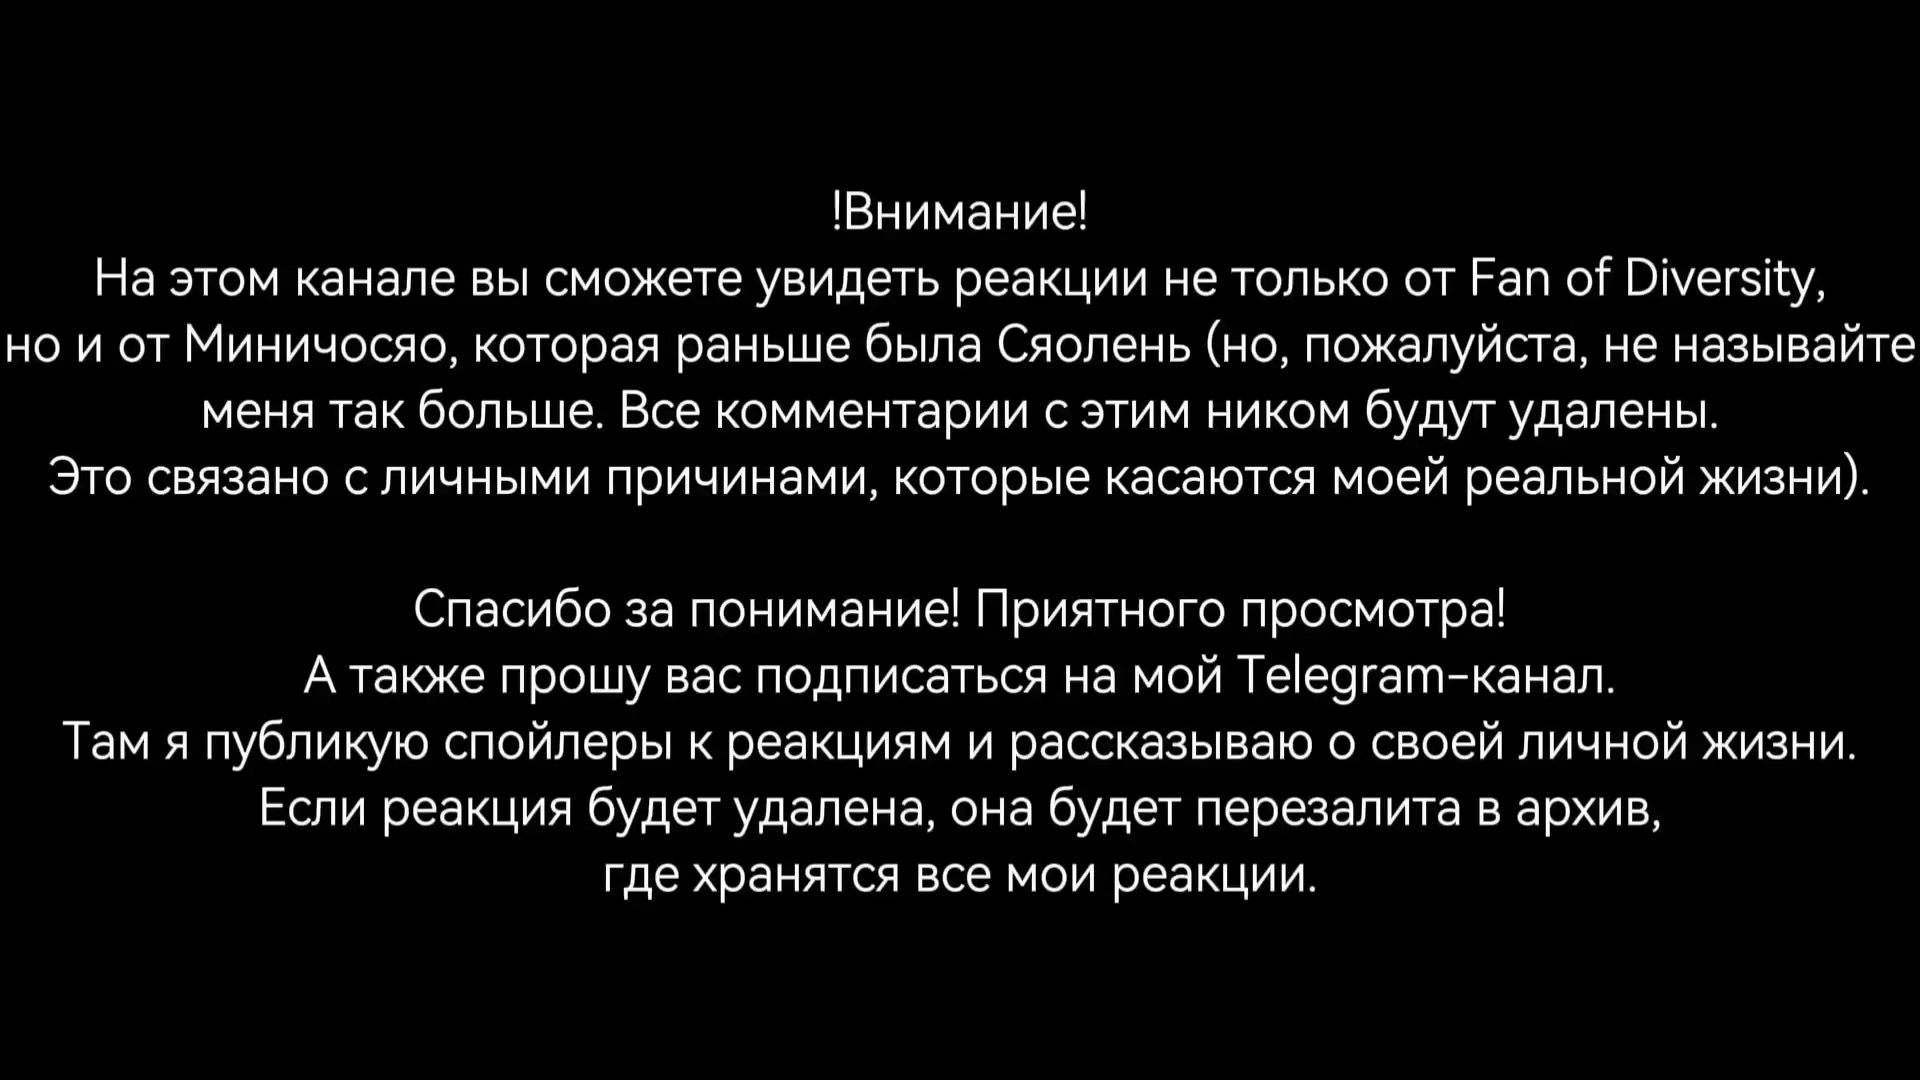 !Внимание!
На этом канале вы сможете увидеть реакции не только от Fan of Diversity,
но и от Миничосяо, которая раньше была Сяолень (но, пожалуйста, не называйте
меня так больше. Все комментарии с этим ником будут удалены.
Это связано с личными причинами, которые касаются моей реальной жизни).
Спасибо за понимание! Приятного просмотра!
А также прошу вас подписаться на мой Telegram-канал.
Там я публикую спойлеры к реакциям и рассказываю о своей личной жизни.
Если реакция будет удалена, она будет перезалита в архив,
где хранятся все мои реакции.